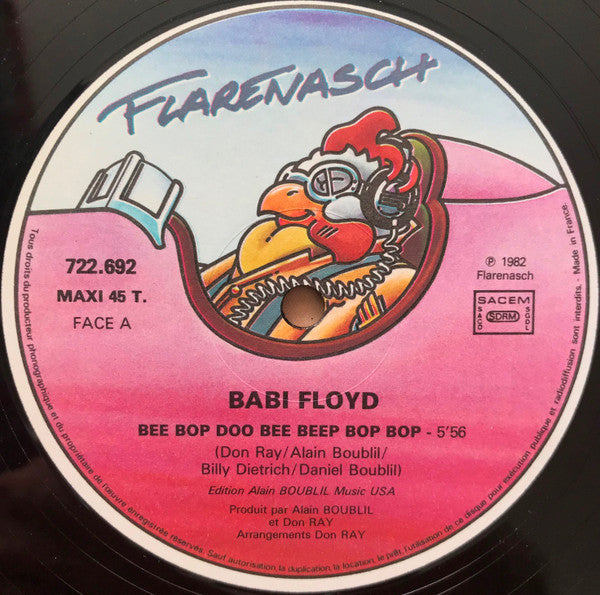 FLARENASCH
722.692
MAXI 45 T.
FACE A
℗ 1982
Flarenasch
SACEM
SACD
SDRM
SGDL
BABI FLOYD
BEE BOP DOO BEE BEEP BOP BOP - 5'56
(Don Ray/Alain Boublil/
Billy Dietrich/Daniel Boublil)
Edition Alain BOUBLIL Music USA
Produit par Alain BOUBLIL
et Don RAY
Arrangements Don RAY
Tous droits du producteur phonographique et du propriétaire de l'œuvre enregistrée réservés. Sauf autorisation, la duplication, la location, le prêt, l'utilisation de ce disque pour exécution publique et radiodiffusion sont interdits. - Made in France.